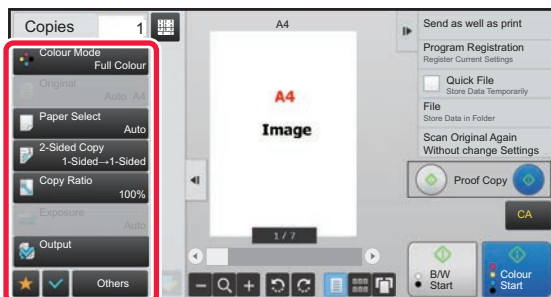 Copies
1
Colour Mode
Full Colour
Original
Auto A4
Paper Select
Auto
2-Sided Copy
1-Sided→1-Sided
Copy Ratio
100%
Exposure
Auto
Output
Others
A4
A4
Image
1 / 7
Send as well as print
Program Registration
Register Current Settings
Quick File
Store Data Temporarily
File
Store Data in Folder
Scan Original Again
Without change Settings
Proof Copy
CA
B/W
Start
Colour
Start